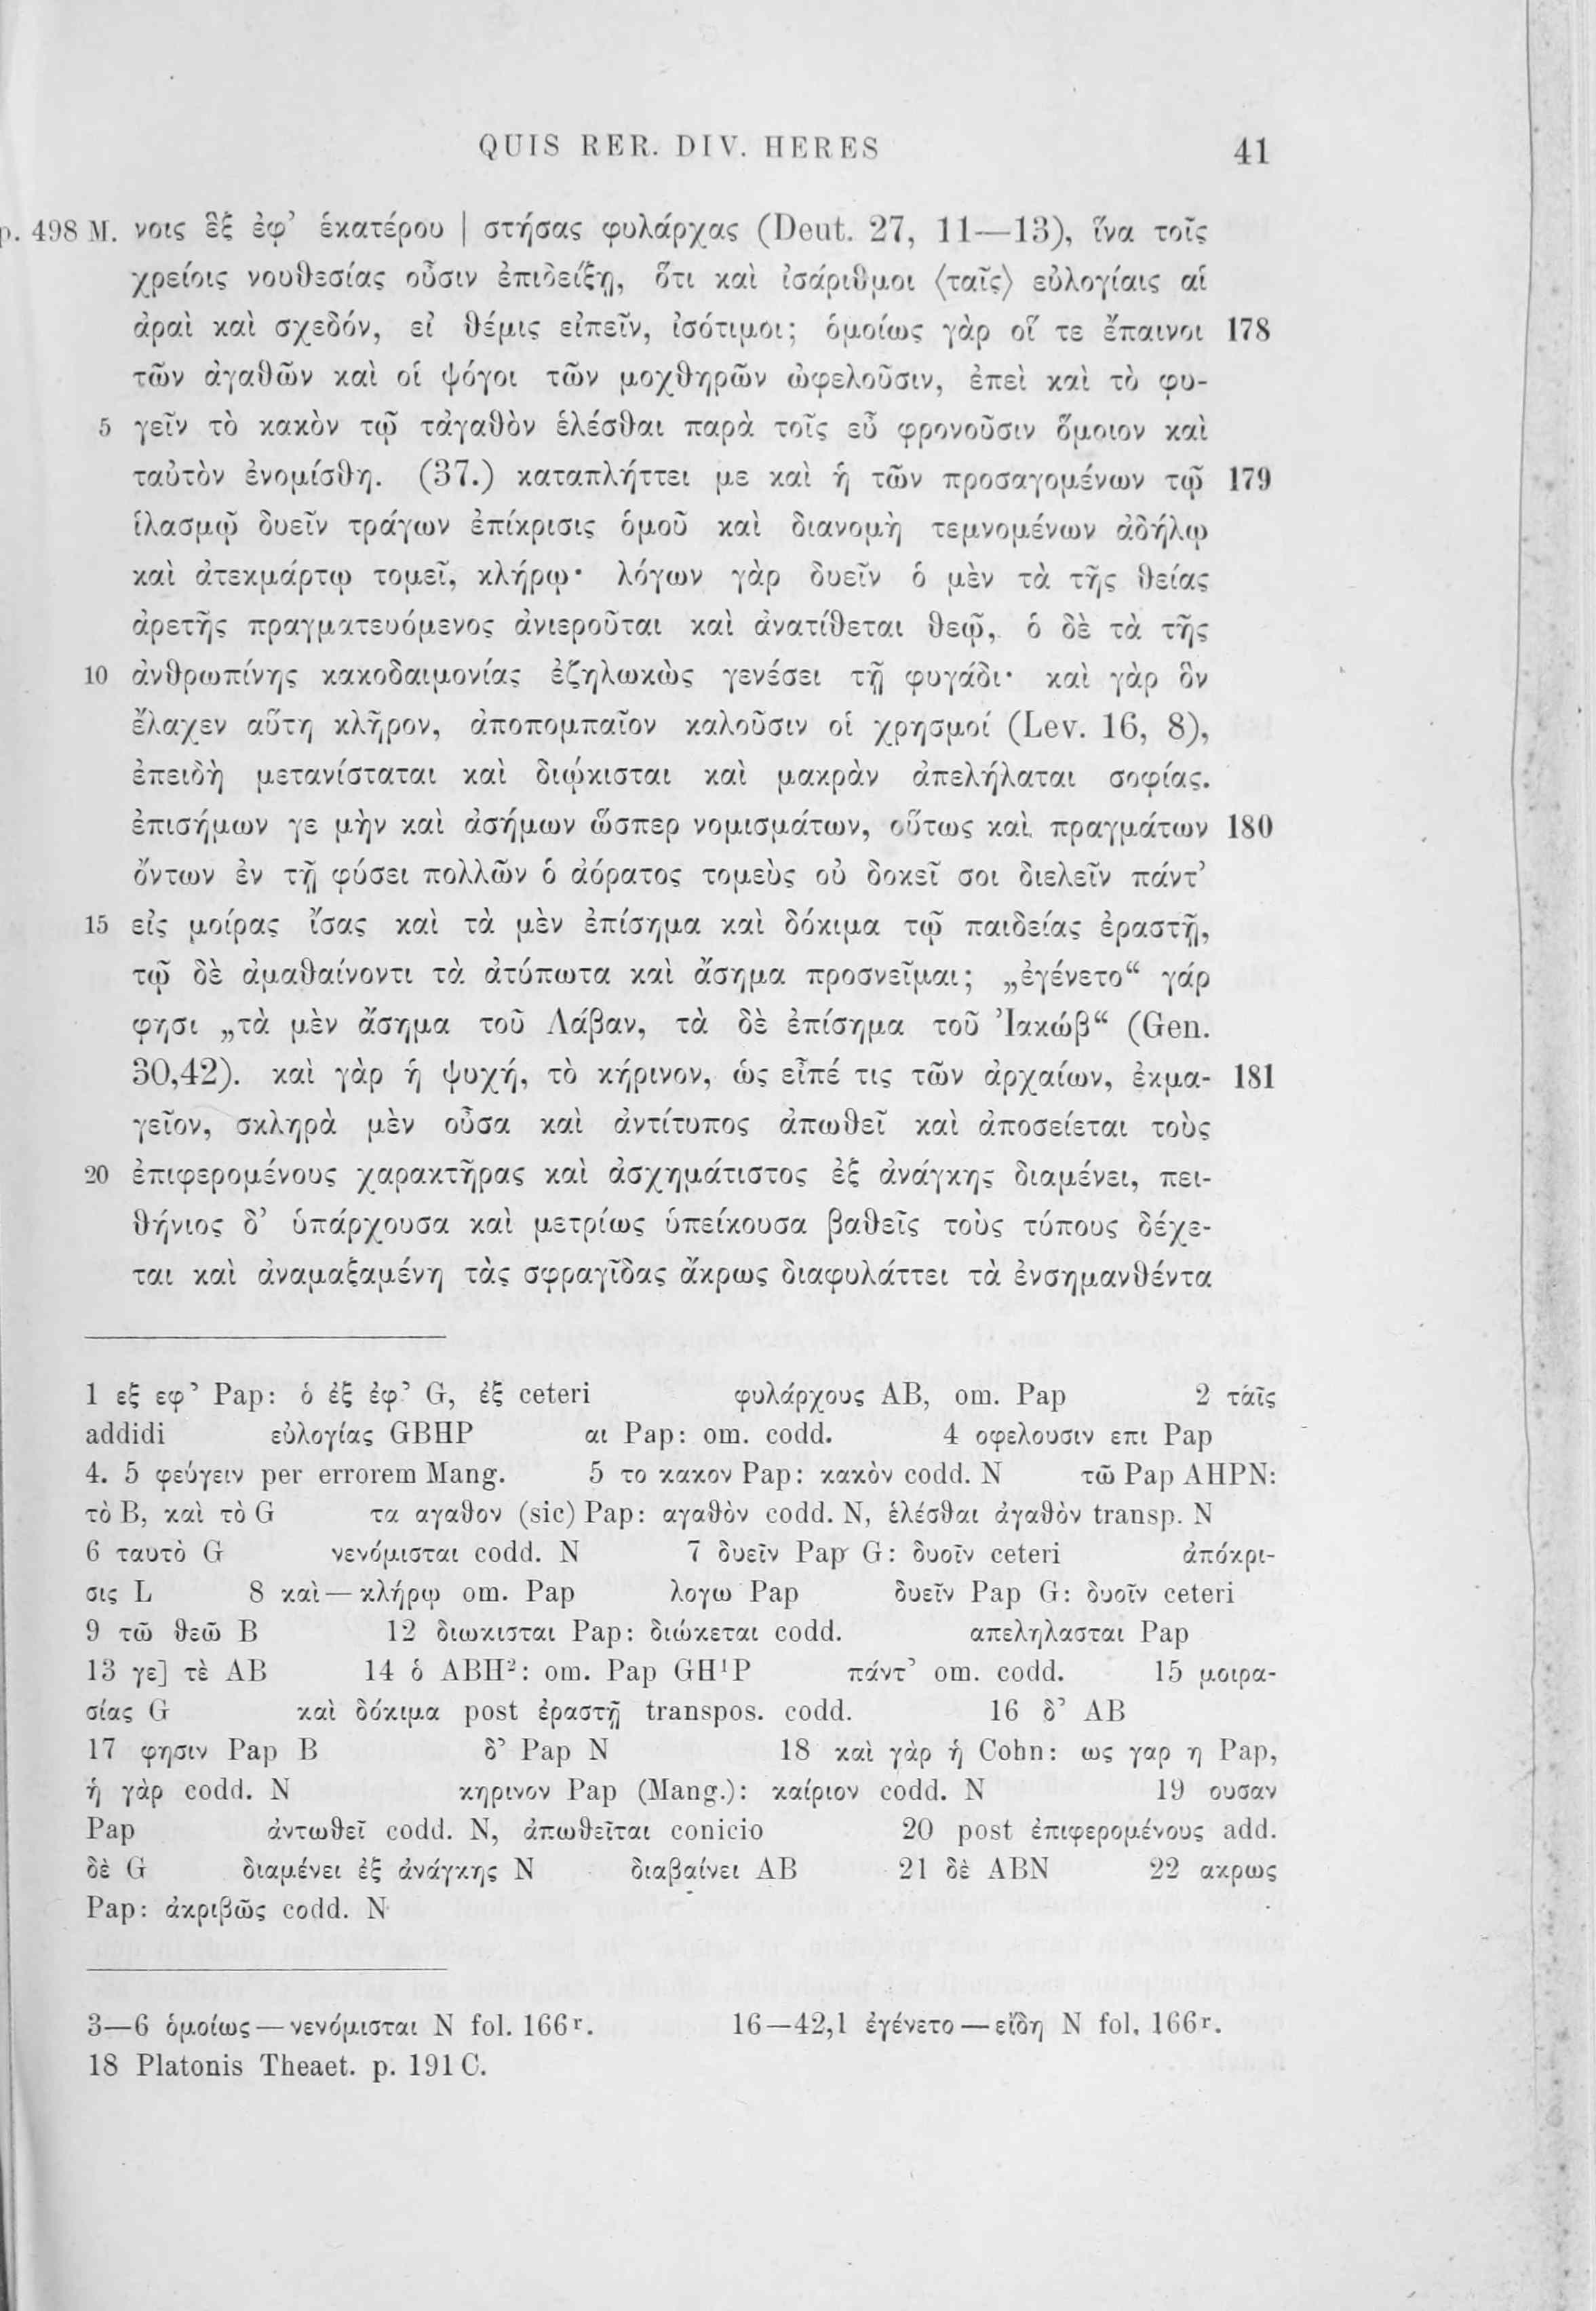 QUIS RER. DIV. HERES 41
p. 498 M. νοις ἓξ ἐφ’ ἑκατέρου | στήσας φυλάρχας (Deut. 27, 11—13), ἵνα τοῖς
χρείοις νουθεσίας οὖσιν ἐπιδείξῃ, ὅτι καὶ ἰσάριθμοι ⟨ταῖς⟩ εὐλογίαις αἱ
ἀραὶ καὶ σχεδόν, εἰ θέμις εἰπεῖν, ἰσότιμοι; ὁμοίως γὰρ οἵ τε ἔπαινοι 178
τῶν ἀγαθῶν καὶ οἱ ψόγοι τῶν μοχθηρῶν ὠφελοῦσιν, ἐπεὶ καὶ τὸ φυ-
5 γεῖν τὸ κακὸν τῷ τἀγαθὸν ἑλέσθαι παρὰ τοῖς εὖ φρονοῦσιν ὅμοιον καὶ
ταὐτὸν ἐνομίσθη. (37.) καταπλήττει με καὶ ἡ τῶν προσαγομένων τῷ 179
ἱλασμῷ δυεῖν τράγων ἐπίκρισις ὁμοῦ καὶ διανομὴ τεμνομένων ἀδήλῳ
καὶ ἀτεκμάρτῳ τομεῖ, κλήρῳ· λόγων γὰρ δυεῖν ὁ μὲν τὰ τῆς θείας
ἀρετῆς πραγματευόμενος ἀνιεροῦται καὶ ἀνατίθεται θεῷ, ὁ δὲ τὰ τῆς
10 ἀνθρωπίνης κακοδαιμονίας ἐζηλωκὼς γενέσει τῇ φυγάδι· καὶ γὰρ ὃν
ἔλαχεν αὕτη κλῆρον, ἀποπομπαῖον καλοῦσιν οἱ χρησμοί (Lev. 16, 8),
ἐπειδὴ μετανίσταται καὶ διῴκισται καὶ μακρὰν ἀπελήλαται σοφίας.
ἐπισήμων γε μὴν καὶ ἀσήμων ὥσπερ νομισμάτων, οὕτως καὶ πραγμάτων 180
ὄντων ἐν τῇ φύσει πολλῶν ὁ ἀόρατος τομεὺς οὐ δοκεῖ σοι διελεῖν πάντ’
15 εἰς μοίρας ἴσας καὶ τὰ μὲν ἐπίσημα καὶ δόκιμα τῷ παιδείας ἐραστῇ,
τῷ δὲ ἀμαθαίνοντι τὰ ἀτύπωτα καὶ ἄσημα προσνεῖμαι; „ἐγένετο“ γάρ
φησι „τὰ μὲν ἄσημα τοῦ Λάβαν, τὰ δὲ ἐπίσημα τοῦ Ἰακώβ“ (Gen.
30,42). καὶ γὰρ ἡ ψυχή, τὸ κήρινον, ὡς εἶπέ τις τῶν ἀρχαίων, ἐκμα- 181
γεῖον, σκληρὰ μὲν οὖσα καὶ ἀντίτυπος ἀπωθεῖ καὶ ἀποσείεται τοὺς
20 ἐπιφερομένους χαρακτῆρας καὶ ἀσχημάτιστος ἐξ ἀνάγκης διαμένει, πει-
θήνιος δ’ ὑπάρχουσα καὶ μετρίως ὑπείκουσα βαθεῖς τοὺς τύπους δέχε-
ται καὶ ἀναμαξαμένη τὰς σφραγῖδας ἄκρως διαφυλάττει τὰ ἐνσημανθέντα
1 εξ εφ’ Pap: ὁ ἐξ ἐφ’ G, ἐξ ceteri φυλάρχους AB, om. Pap 2 ταῖς
addidi εὐλογίας GBHP αι Pap: om. codd. 4 οφελουσιν επι Pap
4. 5 φεύγειν per errorem Mang. 5 το κακον Pap: κακὸν codd. N τῶ Pap AHPN:
τὸ B, καὶ τὸ G τα αγαθον (sic) Pap: αγαθὸν codd. N, ἑλέσθαι ἀγαθὸν transp. N
6 ταυτὸ G νενόμισται codd. N 7 δυεῖν Pap G: δυοῖν ceteri ἀπόκρι-
σις L 8 καὶ—κλήρῳ om. Pap λογω Pap δυεῖν Pap G: δυοῖν ceteri
9 τῶ θεῶ B 12 διωκισται Pap: διώκεται codd. απεληλασται Pap
13 γε] τὲ AB 14 ὁ ABH²: om. Pap GH¹P πάντ’ om. codd. 15 μοιρα-
σίας G καὶ δόκιμα post ἐραστῇ transpos. codd. 16 δ’ AB
17 φησιν Pap B δ’ Pap N 18 καὶ γὰρ ἡ Cohn: ως γαρ η Pap,
ἡ γὰρ codd. N κηρινον Pap (Mang.): καίριον codd. N 19 ουσαν
Pap ἀντωθεῖ codd. N, ἀπωθεῖται conicio 20 post ἐπιφερομένους add.
δὲ G διαμένει ἐξ ἀνάγκης N διαβαίνει AB 21 δὲ ABN 22 ακρως
Pap: ἀκριβῶς codd. N
3—6 ὁμοίως—νενόμισται N fol. 166ʳ. 16—42,1 ἐγένετο—εἴδη N fol. 166ʳ.
18 Platonis Theaet. p. 191 C.